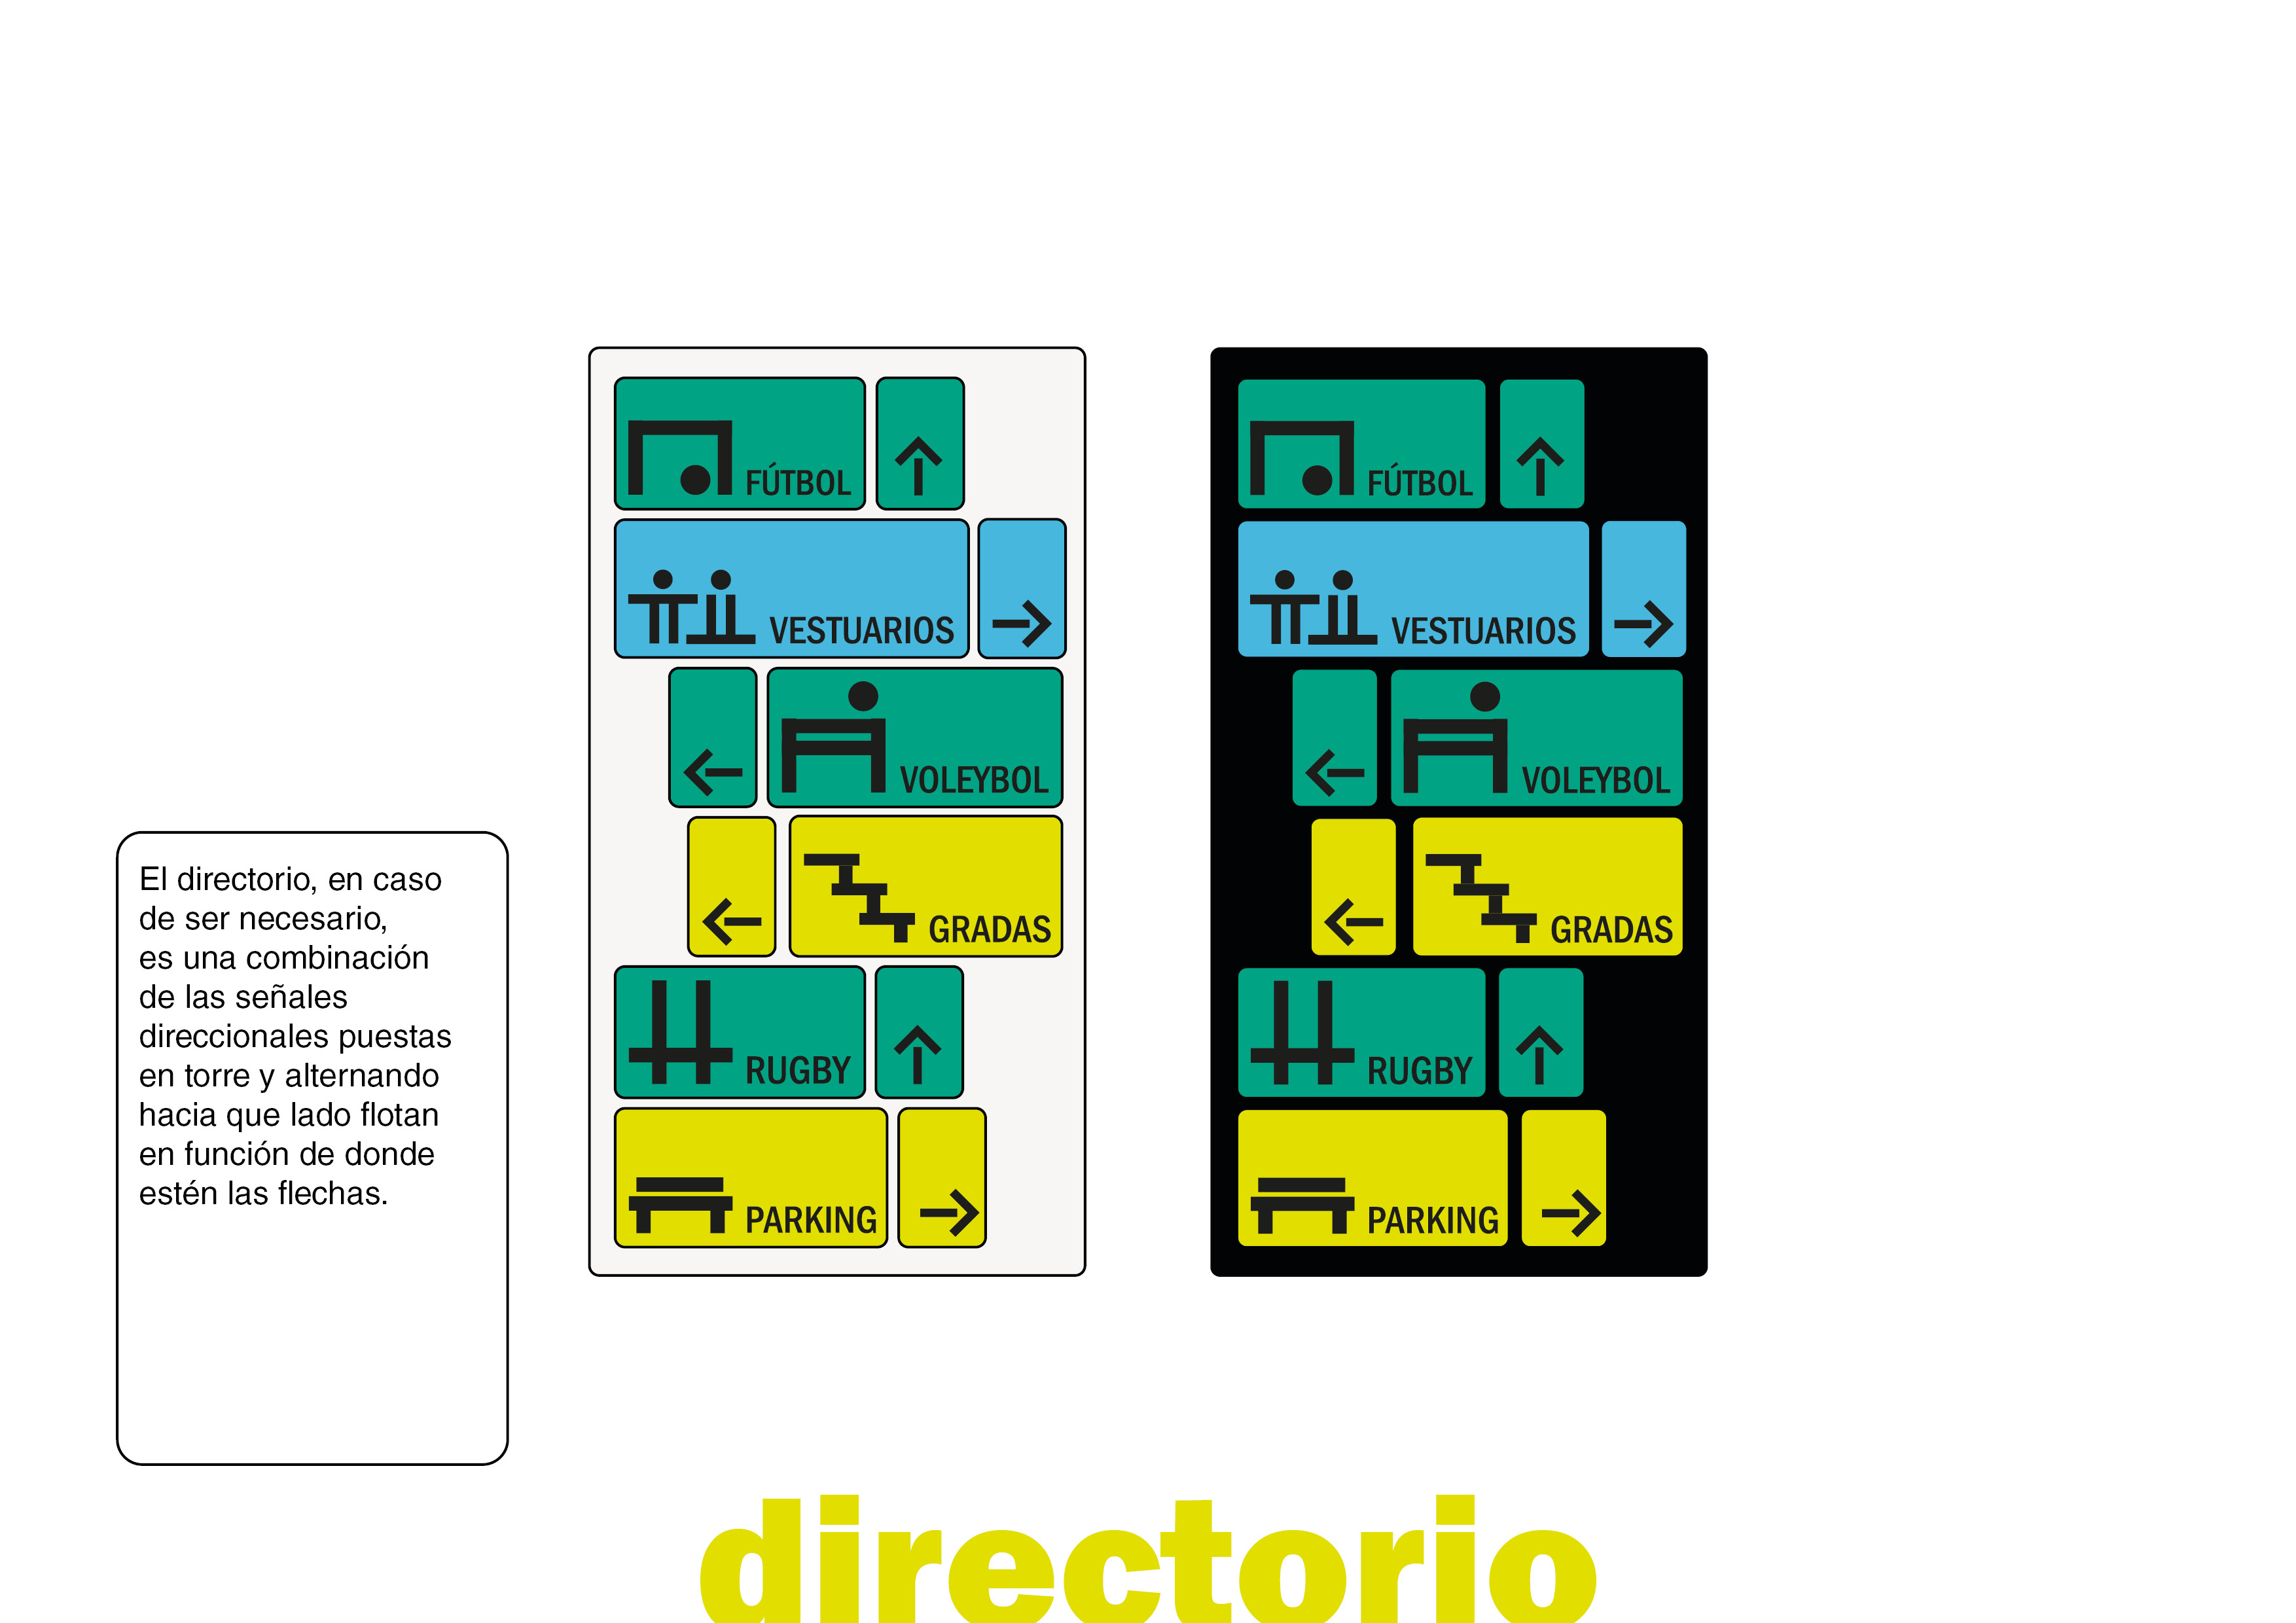 El directorio, en caso
de ser necesario,
es una combinación
de las señales
direccionales puestas
en torre y alternando
hacia que lado flotan
en función de donde
estén las flechas.
FÚTBOL
VESTUARIOS
VOLEYBOL
GRADAS
RUGBY
PARKING
FÚTBOL
VESTUARIOS
VOLEYBOL
GRADAS
RUGBY
PARKING
directorio